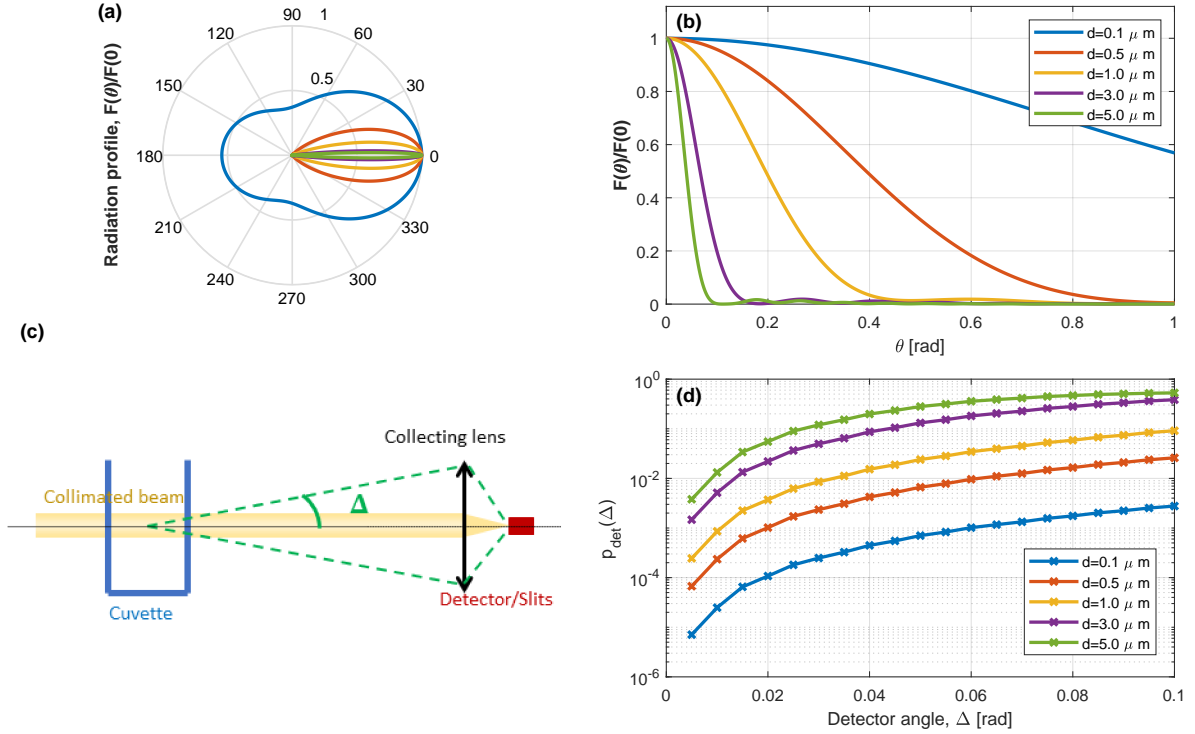 (a)
Radiation profile, F(θ)/F(0)
90
1
120
60
0.5
150
30
180
0
210
330
240
300
270
(b)
F(θ)/F(0)
1
0.8
0.6
0.4
0.2
0
0
0.2
0.4
0.6
0.8
1
θ [rad]
d=0.1 μ m
d=0.5 μ m
d=1.0 μ m
d=3.0 μ m
d=5.0 μ m
(c)
Collecting lens
Collimated beam
Δ
Detector/Slits
Cuvette
(d)
p_det(Δ)
10^0
10^-2
10^-4
10^-6
0
0.02
0.04
0.06
0.08
0.1
Detector angle, Δ [rad]
d=0.1 μ m
d=0.5 μ m
d=1.0 μ m
d=3.0 μ m
d=5.0 μ m